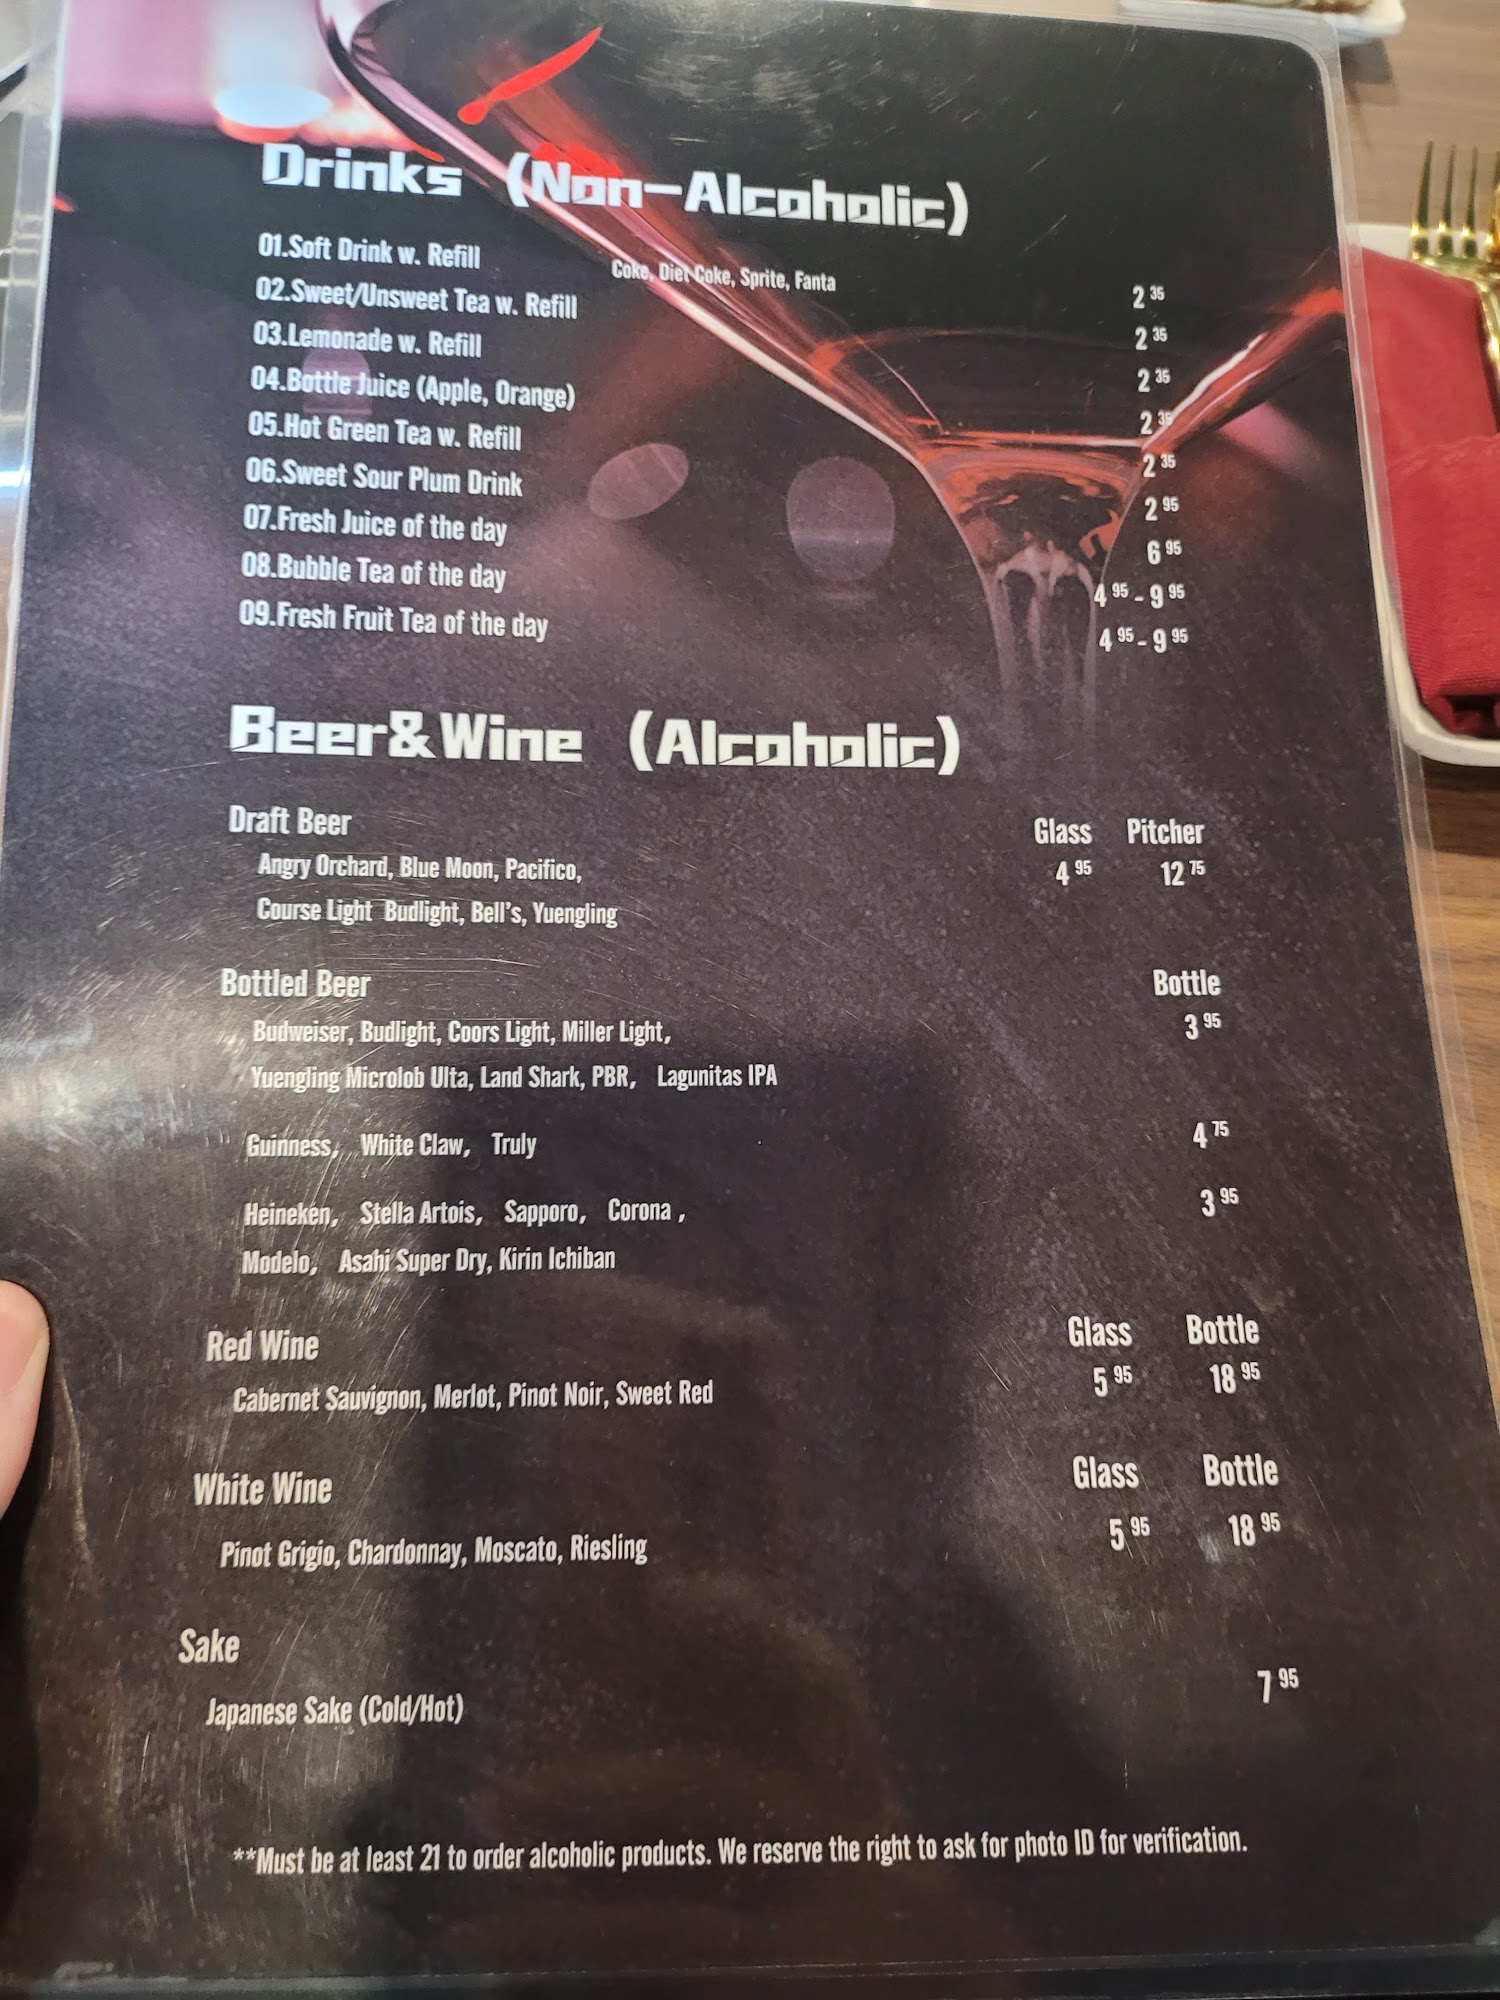 Drinks (Non-Alcoholic)
01.Soft Drink w. Refill Coke, Diet Coke, Sprite, Fanta 2 35
02.Sweet/Unsweet Tea w. Refill 2 35
03.Lemonade w. Refill 2 35
04.Bottle Juice (Apple, Orange) 2 35
05.Hot Green Tea w. Refill 2 35
06.Sweet Sour Plum Drink 2 95
07.Fresh Juice of the day 6 95
08.Bubble Tea of the day 4 95 - 9 95
09.Fresh Fruit Tea of the day 4 95 - 9 95
Beer&Wine (Alcoholic)
Draft Beer Glass Pitcher
Angry Orchard, Blue Moon, Pacifico, 4 95 12 75
Course Light Budlight, Bell's, Yuengling
Bottled Beer Bottle
Budweiser, Budlight, Coors Light, Miller Light, 3 95
Yuengling Microlob Ulta, Land Shark, PBR, Lagunitas IPA
Guinness, White Claw, Truly 4 75
Heineken, Stella Artois, Sapporo, Corona , 3 95
Modelo, Asahi Super Dry, Kirin Ichiban
Red Wine Glass Bottle
Cabernet Sauvignon, Merlot, Pinot Noir, Sweet Red 5 95 18 95
White Wine Glass Bottle
Pinot Grigio, Chardonnay, Moscato, Riesling 5 95 18 95
Sake
Japanese Sake (Cold/Hot) 7 95
**Must be at least 21 to order alcoholic products. We reserve the right to ask for photo ID for verification.